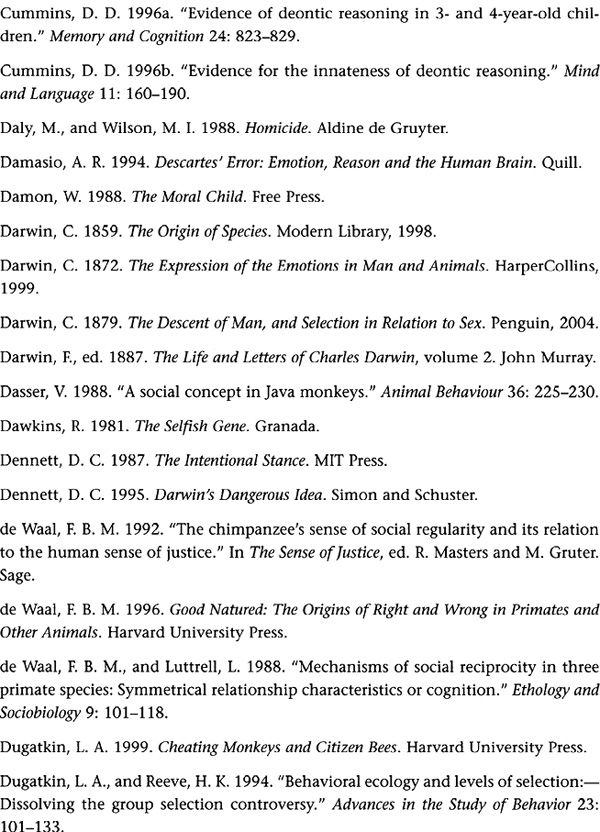 Cummins, D. D. 1996a. “Evidence of deontic reasoning in 3- and 4-year-old chil-
dren.” Memory and Cognition 24: 823–829.
Cummins, D. D. 1996b. “Evidence for the innateness of deontic reasoning.” Mind
and Language 11: 160–190.
Daly, M., and Wilson, M. I. 1988. Homicide. Aldine de Gruyter.
Damasio, A. R. 1994. Descartes’ Error: Emotion, Reason and the Human Brain. Quill.
Damon, W. 1988. The Moral Child. Free Press.
Darwin, C. 1859. The Origin of Species. Modern Library, 1998.
Darwin, C. 1872. The Expression of the Emotions in Man and Animals. HarperCollins,
1999.
Darwin, C. 1879. The Descent of Man, and Selection in Relation to Sex. Penguin, 2004.
Darwin, F., ed. 1887. The Life and Letters of Charles Darwin, volume 2. John Murray.
Dasser, V. 1988. “A social concept in Java monkeys.” Animal Behaviour 36: 225–230.
Dawkins, R. 1981. The Selfish Gene. Granada.
Dennett, D. C. 1987. The Intentional Stance. MIT Press.
Dennett, D. C. 1995. Darwin’s Dangerous Idea. Simon and Schuster.
de Waal, F. B. M. 1992. “The chimpanzee’s sense of social regularity and its relation
to the human sense of justice.” In The Sense of Justice, ed. R. Masters and M. Gruter.
Sage.
de Waal, F. B. M. 1996. Good Natured: The Origins of Right and Wrong in Primates and
Other Animals. Harvard University Press.
de Waal, F. B. M., and Luttrell, L. 1988. “Mechanisms of social reciprocity in three
primate species: Symmetrical relationship characteristics or cognition.” Ethology and
Sociobiology 9: 101–118.
Dugatkin, L. A. 1999. Cheating Monkeys and Citizen Bees. Harvard University Press.
Dugatkin, L. A., and Reeve, H. K. 1994. “Behavioral ecology and levels of selection:—
Dissolving the group selection controversy.” Advances in the Study of Behavior 23:
101–133.